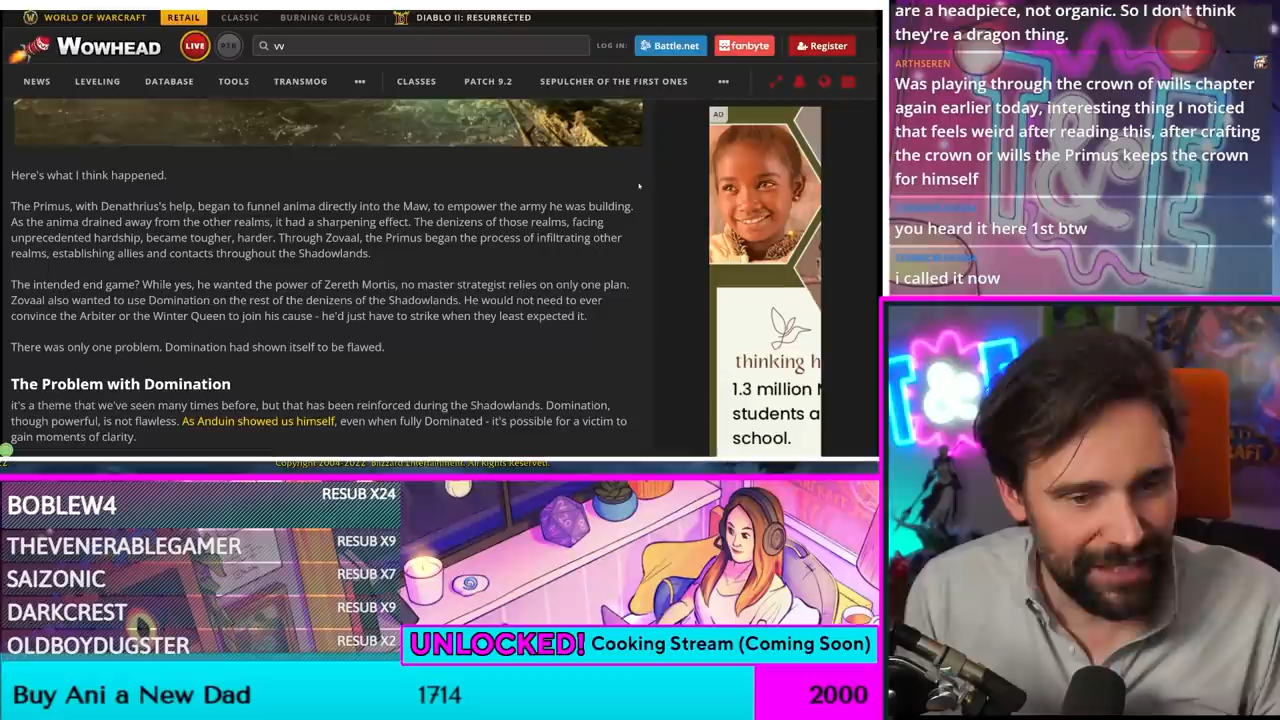 WORLD OF WARCRAFT RETAIL CLASSIC BURNING CRUSADE DIABLO II: RESURRECTED
WOWHEAD LIVE PTR vv LOG IN: Battle.net fanbyte Register
NEWS LEVELING DATABASE TOOLS TRANSMOG ••• CLASSES PATCH 9.2 SEPULCHER OF THE FIRST ONES •••
Here's what I think happened.
The Primus, with Denathrius's help, began to funnel anima directly into the Maw, to empower the army he was building.
As the anima drained away from the other realms, it had a sharpening effect. The denizens of those realms, facing
unprecedented hardship, became tougher, harder. Through Zovaal, the Primus began the process of infiltrating other
realms, establishing allies and contacts throughout the Shadowlands.
The intended end game? While yes, he wanted the power of Zereth Mortis, no master strategist relies on only one plan.
Zovaal also wanted to use Domination on the rest of the denizens of the Shadowlands. He would not need to ever
convince the Arbiter or the Winter Queen to join his cause - he'd just have to strike when they least expected it.
There was only one problem. Domination had shown itself to be flawed.
The Problem with Domination
it's a theme that we've seen many times before, but that has been reinforced during the Shadowlands. Domination,
though powerful, is not flawless. As Anduin showed us himself, even when fully Dominated - it's possible for a victim to
gain moments of clarity.
Copyright 2004-2022 Blizzard Entertainment. All Rights Reserved.
AD
thinking h
1.3 million
students a
school.
are a headpiece, not organic. So I don't think
they're a dragon thing.
ARTHSEREN
Was playing through the crown of wills chapter
again earlier today, interesting thing I noticed
that feels weird after reading this, after crafting
the crown or wills the Primus keeps the crown
for himself
you heard it here 1st btw
i called it now
BOBLEW4 RESUB X24
THEVENERABLEGAMER RESUB X9
SAIZONIC RESUB X7
DARKCREST RESUB X9
OLDBOYDUGSTER RESUB X2
UNLOCKED! Cooking Stream (Coming Soon)
Buy Ani a New Dad 1714 2000